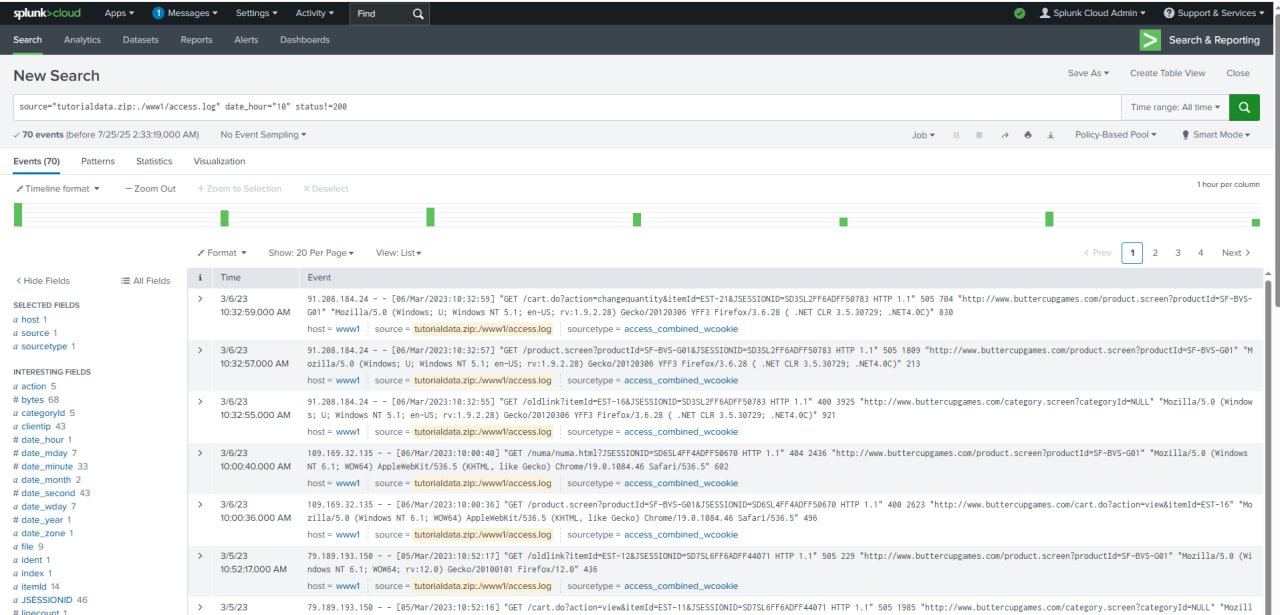 splunk>cloud Apps ▾ 1 Messages ▾ Settings ▾ Activity ▾ Find Splunk Cloud Admin ▾ Support & Services ▾
Search Analytics Datasets Reports Alerts Dashboards Search & Reporting
New Search Save As ▾ Create Table View Close
source="tutorialdata.zip:./www1/access.log" date_hour="10" status!=200 Time range: All time ▾
✓ 70 events (before 7/25/25 2:33:19.000 AM) No Event Sampling ▾ Job ▾ Policy-Based Pool ▾ Smart Mode ▾
Events (70) Patterns Statistics Visualization
Timeline format ▾ — Zoom Out + Zoom to Selection × Deselect 1 hour per column
Format ▾ Show: 20 Per Page ▾ View: List ▾ < Prev 1 2 3 4 Next >
< Hide Fields All Fields
SELECTED FIELDS
a host 1
a source 1
a sourcetype 1
INTERESTING FIELDS
a action 5
# bytes 68
a categoryId 5
a clientip 43
# date_hour 1
# date_mday 7
# date_minute 33
a date_month 2
# date_second 43
a date_wday 7
# date_year 1
a date_zone 1
a file 9
a ident 1
a index 1
a itemId 14
a JSESSIONID 46
# linecount 1
i Time Event
3/6/23 91.208.184.24 - - [06/Mar/2023:10:32:59] "GET /cart.do?action=changequantity&itemId=EST-21&JSESSIONID=SD3SL2FF6ADFF50783 HTTP 1.1" 505 704 "http://www.buttercupgames.com/product.screen?productId=SF-BVS-
10:32:59.000 AM G01" "Mozilla/5.0 (Windows; U; Windows NT 5.1; en-US; rv:1.9.2.28) Gecko/20120306 YFF3 Firefox/3.6.28 ( .NET CLR 3.5.30729; .NET4.0C)" 830
host = www1 source = tutorialdata.zip:./www1/access.log sourcetype = access_combined_wcookie
3/6/23 91.208.184.24 - - [06/Mar/2023:10:32:57] "GET /product.screen?productId=SF-BVS-G01&JSESSIONID=SD3SL2FF6ADFF50783 HTTP 1.1" 505 1809 "http://www.buttercupgames.com/product.screen?productId=SF-BVS-G01" "M
10:32:57.000 AM ozilla/5.0 (Windows; U; Windows NT 5.1; en-US; rv:1.9.2.28) Gecko/20120306 YFF3 Firefox/3.6.28 ( .NET CLR 3.5.30729; .NET4.0C)" 213
host = www1 source = tutorialdata.zip:./www1/access.log sourcetype = access_combined_wcookie
3/6/23 91.208.184.24 - - [06/Mar/2023:10:32:55] "GET /oldlink?itemId=EST-16&JSESSIONID=SD3SL2FF6ADFF50783 HTTP 1.1" 400 3925 "http://www.buttercupgames.com/category.screen?categoryId=NULL" "Mozilla/5.0 (Window
10:32:55.000 AM s; U; Windows NT 5.1; en-US; rv:1.9.2.28) Gecko/20120306 YFF3 Firefox/3.6.28 ( .NET CLR 3.5.30729; .NET4.0C)" 921
host = www1 source = tutorialdata.zip:./www1/access.log sourcetype = access_combined_wcookie
3/6/23 109.169.32.135 - - [06/Mar/2023:10:00:40] "GET /numa/numa.html?JSESSIONID=SD6SL4FF4ADFF50670 HTTP 1.1" 404 2436 "http://www.buttercupgames.com/product.screen?productId=SF-BVS-G01" "Mozilla/5.0 (Windows
10:00:40.000 AM NT 6.1; WOW64) AppleWebKit/536.5 (KHTML, like Gecko) Chrome/19.0.1084.46 Safari/536.5" 602
host = www1 source = tutorialdata.zip:./www1/access.log sourcetype = access_combined_wcookie
3/6/23 109.169.32.135 - - [06/Mar/2023:10:00:36] "GET /product.screen?productId=SF-BVS-G01&JSESSIONID=SD6SL4FF4ADFF50670 HTTP 1.1" 400 2623 "http://www.buttercupgames.com/cart.do?action=view&itemId=EST-16" "Mo
10:00:36.000 AM zilla/5.0 (Windows NT 6.1; WOW64) AppleWebKit/536.5 (KHTML, like Gecko) Chrome/19.0.1084.46 Safari/536.5" 496
host = www1 source = tutorialdata.zip:./www1/access.log sourcetype = access_combined_wcookie
3/5/23 79.189.193.150 - - [05/Mar/2023:10:52:17] "GET /oldlink?itemId=EST-12&JSESSIONID=SD7SL6FF6ADFF44071 HTTP 1.1" 505 229 "http://www.buttercupgames.com/product.screen?productId=SF-BVS-G01" "Mozilla/5.0 (Wi
10:52:17.000 AM ndows NT 6.1; WOW64; rv:12.0) Gecko/20100101 Firefox/12.0" 436
host = www1 source = tutorialdata.zip:./www1/access.log sourcetype = access_combined_wcookie
3/5/23 79.189.193.150 - - [05/Mar/2023:10:52:16] "GET /cart.do?action=view&itemId=EST-11&JSESSIONID=SD7SL6FF6ADFF44071 HTTP 1.1" 505 1985 "http://www.buttercupgames.com/category.screen?categoryId=NULL" "Mozill